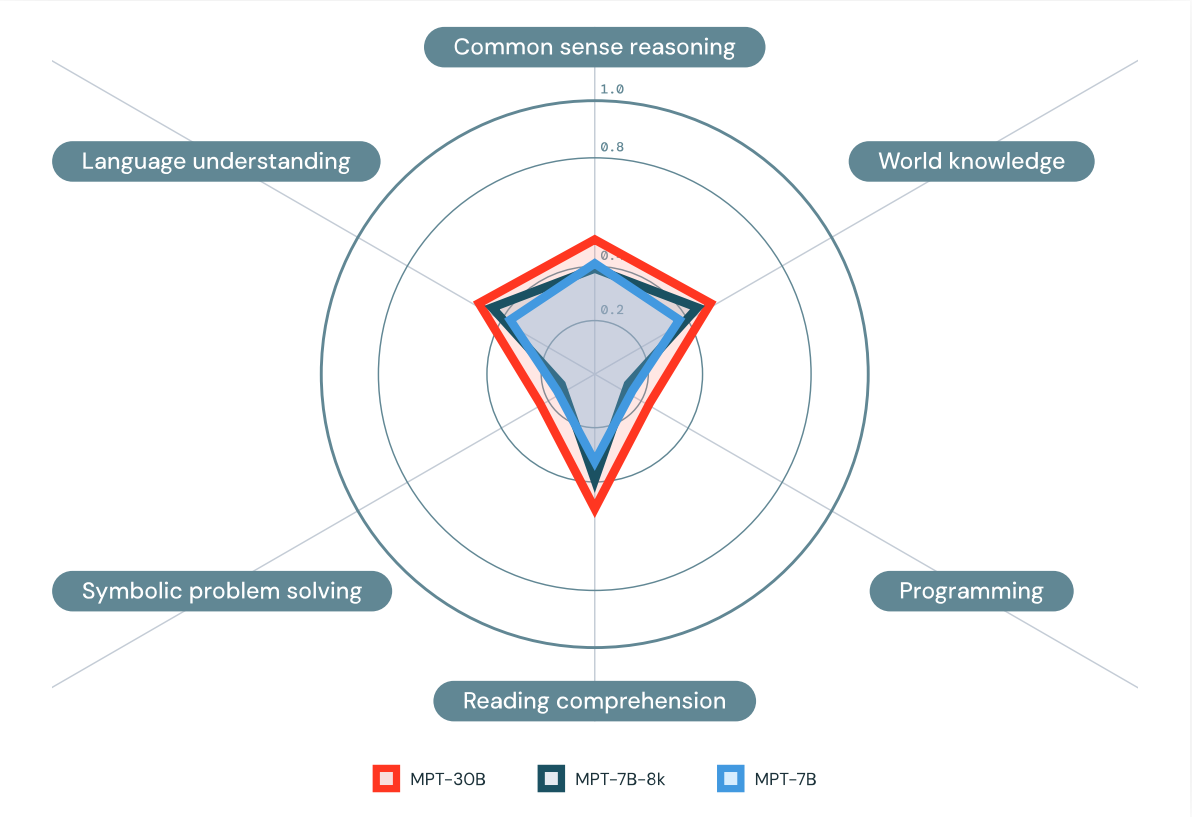 Common sense reasoning
1.0
0.8
Language understanding
World knowledge
0.2
Symbolic problem solving
Programming
Reading comprehension
MPT-30B
MPT-7B-8k
MPT-7B